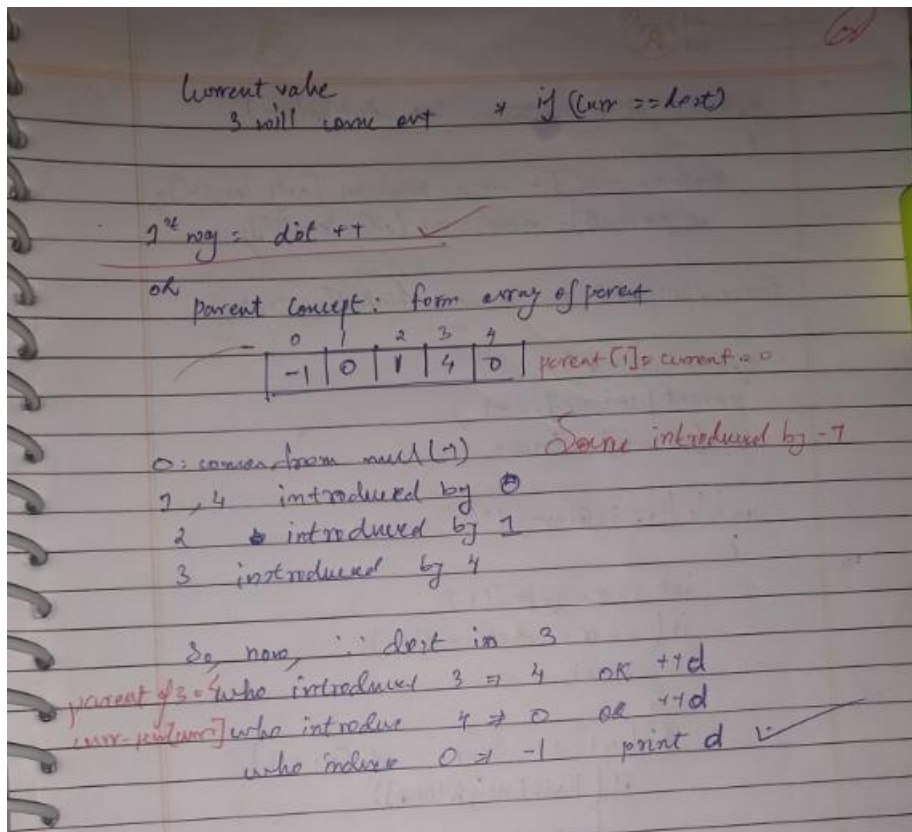 Current value
3 will come out * if (curr == dest)
1st way = dist ++
OR
parent concept: form array of parent
0 1 2 3 4
-1 0 1 4 0 parent[1] = current = 0
0: comes from null (-1) Source introduced by -1
1, 4 introduced by 0
2 introduced by 1
3 introduced by 4
So, now, ∵ dest is 3
parent of 3 = 4 who introduced 3 ⇒ 4 OK ++d
curr = par[curr] who introduce 4 ⇒ 0 OK ++d
who 0 ⇒ -1 print d